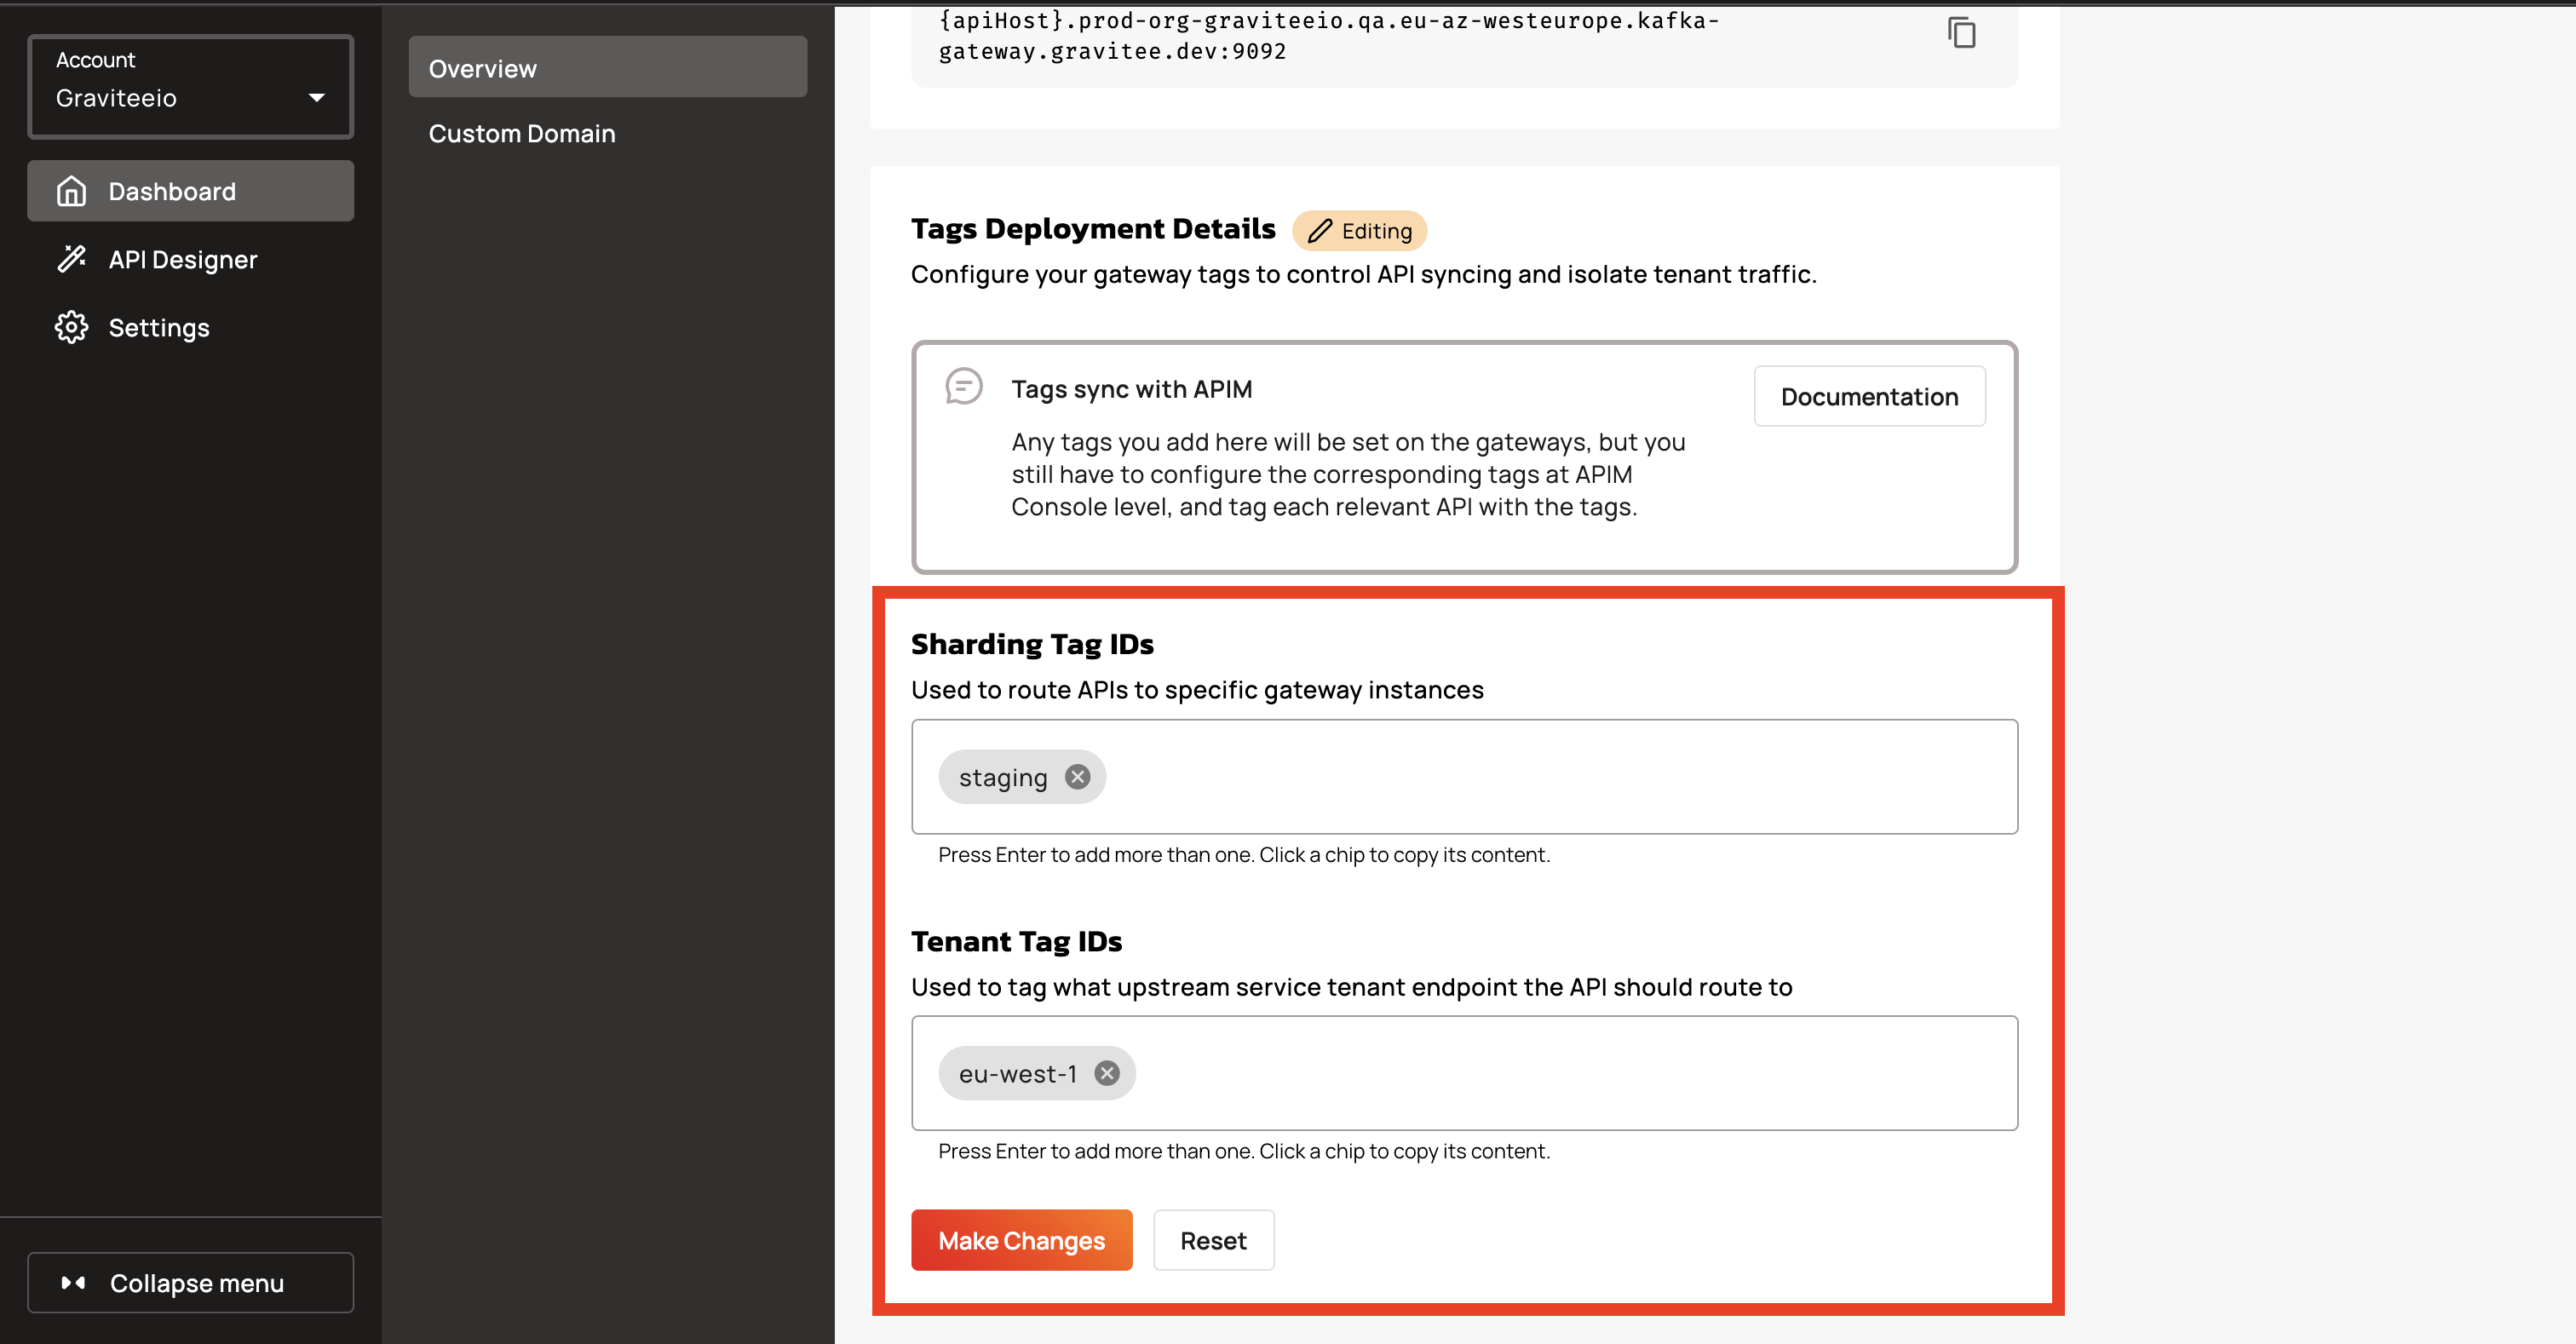 Account
Graviteeio
Dashboard
API Designer
Settings
Collapse menu
Overview
Custom Domain
{apiHost}.prod-org-graviteeio.qa.eu-az-westeurope.kafka-
gateway.gravitee.dev:9092
Tags Deployment Details
Editing
Configure your gateway tags to control API syncing and isolate tenant traffic.
Tags sync with APIM
Documentation
Any tags you add here will be set on the gateways, but you
still have to configure the corresponding tags at APIM
Console level, and tag each relevant API with the tags.
Sharding Tag IDs
Used to route APIs to specific gateway instances
staging
Press Enter to add more than one. Click a chip to copy its content.
Tenant Tag IDs
Used to tag what upstream service tenant endpoint the API should route to
eu-west-1
Press Enter to add more than one. Click a chip to copy its content.
Make Changes
Reset